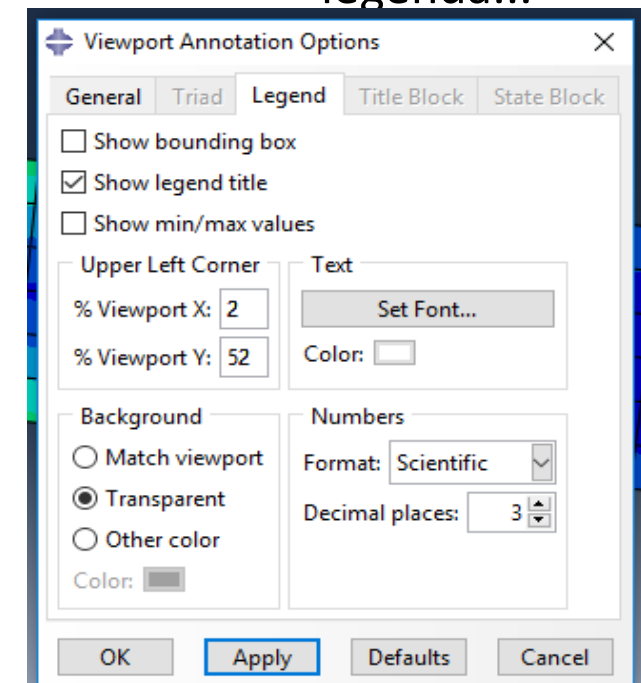 Viewport Annotation Options
General Triad Legend Title Block State Block
Show bounding box
Show legend title
Show min/max values
Upper Left Corner
% Viewport X: 2
% Viewport Y: 52
Text
Set Font...
Color:
Background
Match viewport
Transparent
Other color
Color:
Numbers
Format: Scientific
Decimal places: 3
OK Apply Defaults Cancel